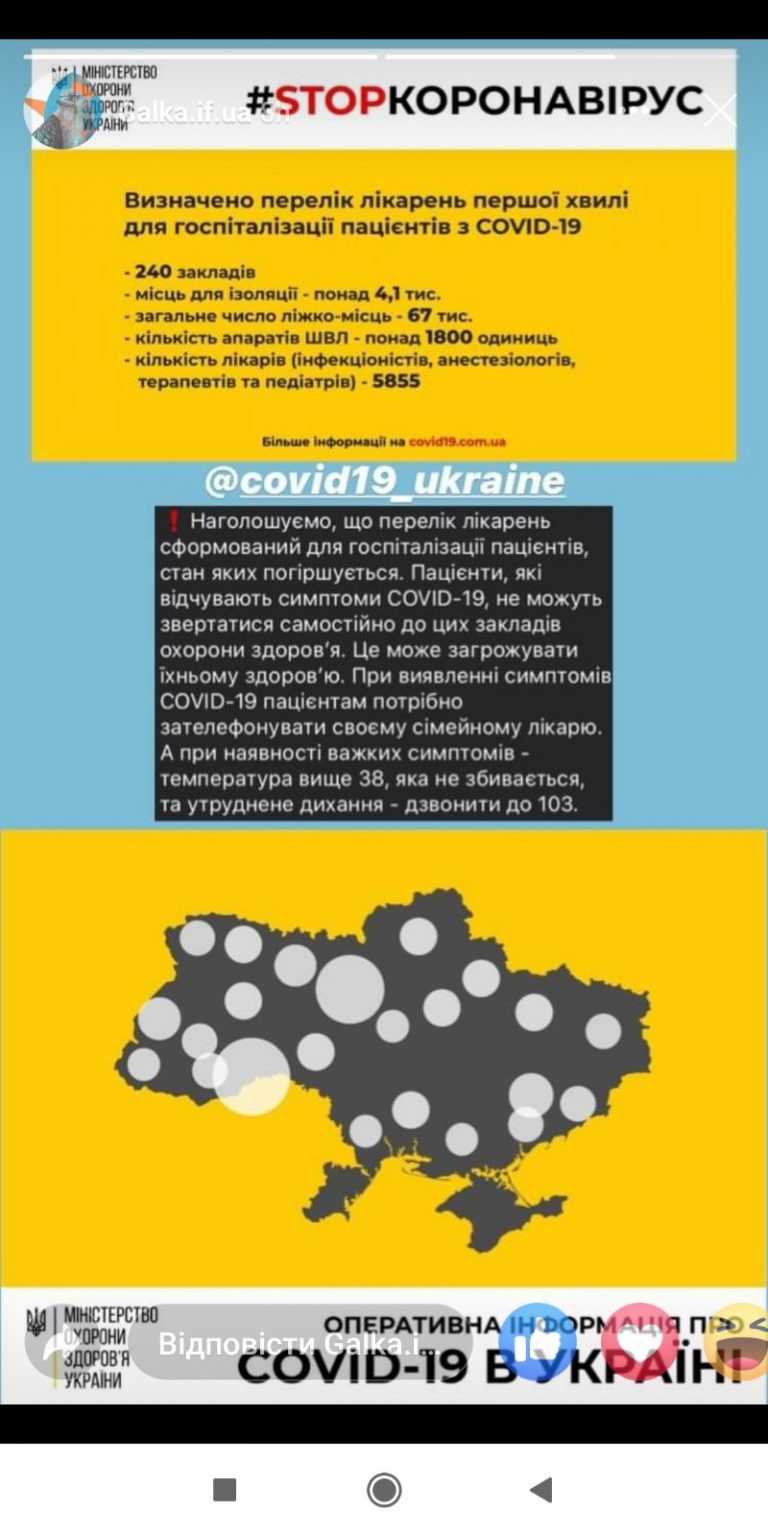 МІНІСТЕРСТВО
ОХОРОНИ
ЗДОРОВ'Я
УКРАЇНИ
Galka.if.ua
#STOPКОРОНАВІРУС
Визначено перелік лікарень першої хвилі
для госпіталізації пацієнтів з COVID-19
- 240 закладів
- місць для ізоляції - понад 4,1 тис.
- загальне число ліжко-місць - 67 тис.
- кількість апаратів ШВЛ - понад 1800 одиниць
- кількість лікарів (інфекціоністів, анестезіологів,
терапевтів та педіатрів) - 5855
Більше інформації на covid19.com.ua
@covid19_ukraine
❗ Наголошуємо, що перелік лікарень
сформований для госпіталізації пацієнтів,
стан яких погіршується. Пацієнти, які
відчувають симптоми COVID-19, не можуть
звертатися самостійно до цих закладів
охорони здоров'я. Це може загрожувати
їхньому здоров'ю. При виявленні симптомів
COVID-19 пацієнтам потрібно
зателефонувати своєму сімейному лікарю.
А при наявності важких симптомів -
температура вище 38, яка не збивається,
та утруднене дихання - дзвонити до 103.
МІНІСТЕРСТВО
ОХОРОНИ
ЗДОРОВ'Я
УКРАЇНИ
Відповісти Galka.i...
ОПЕРАТИВНА ІНФОРМАЦІЯ ПРО
COVID-19 В УКРАЇНІ